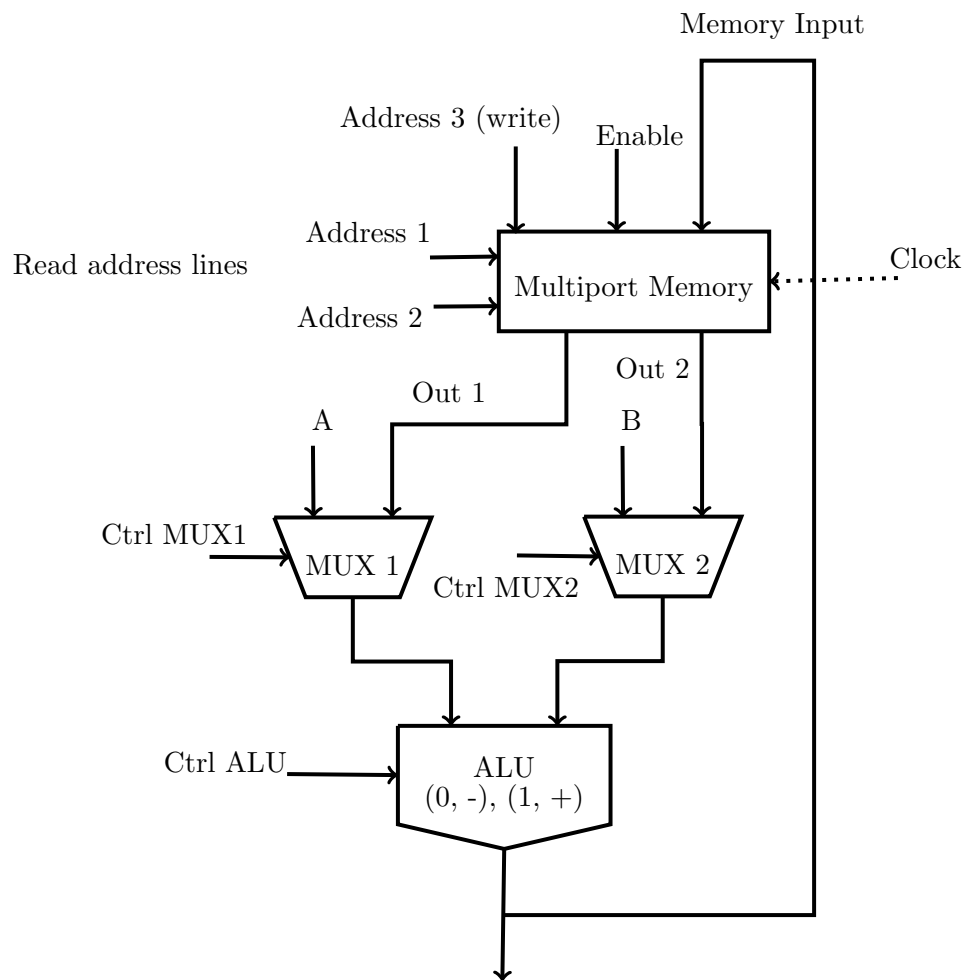 Memory Input
Address 3 (write)
Enable
Address 1
Read address lines
Clock
Multiport Memory
Address 2
Out 2
Out 1
A
B
Ctrl MUX1
MUX 1
MUX 2
Ctrl MUX2
Ctrl ALU
ALU
(0, -), (1, +)